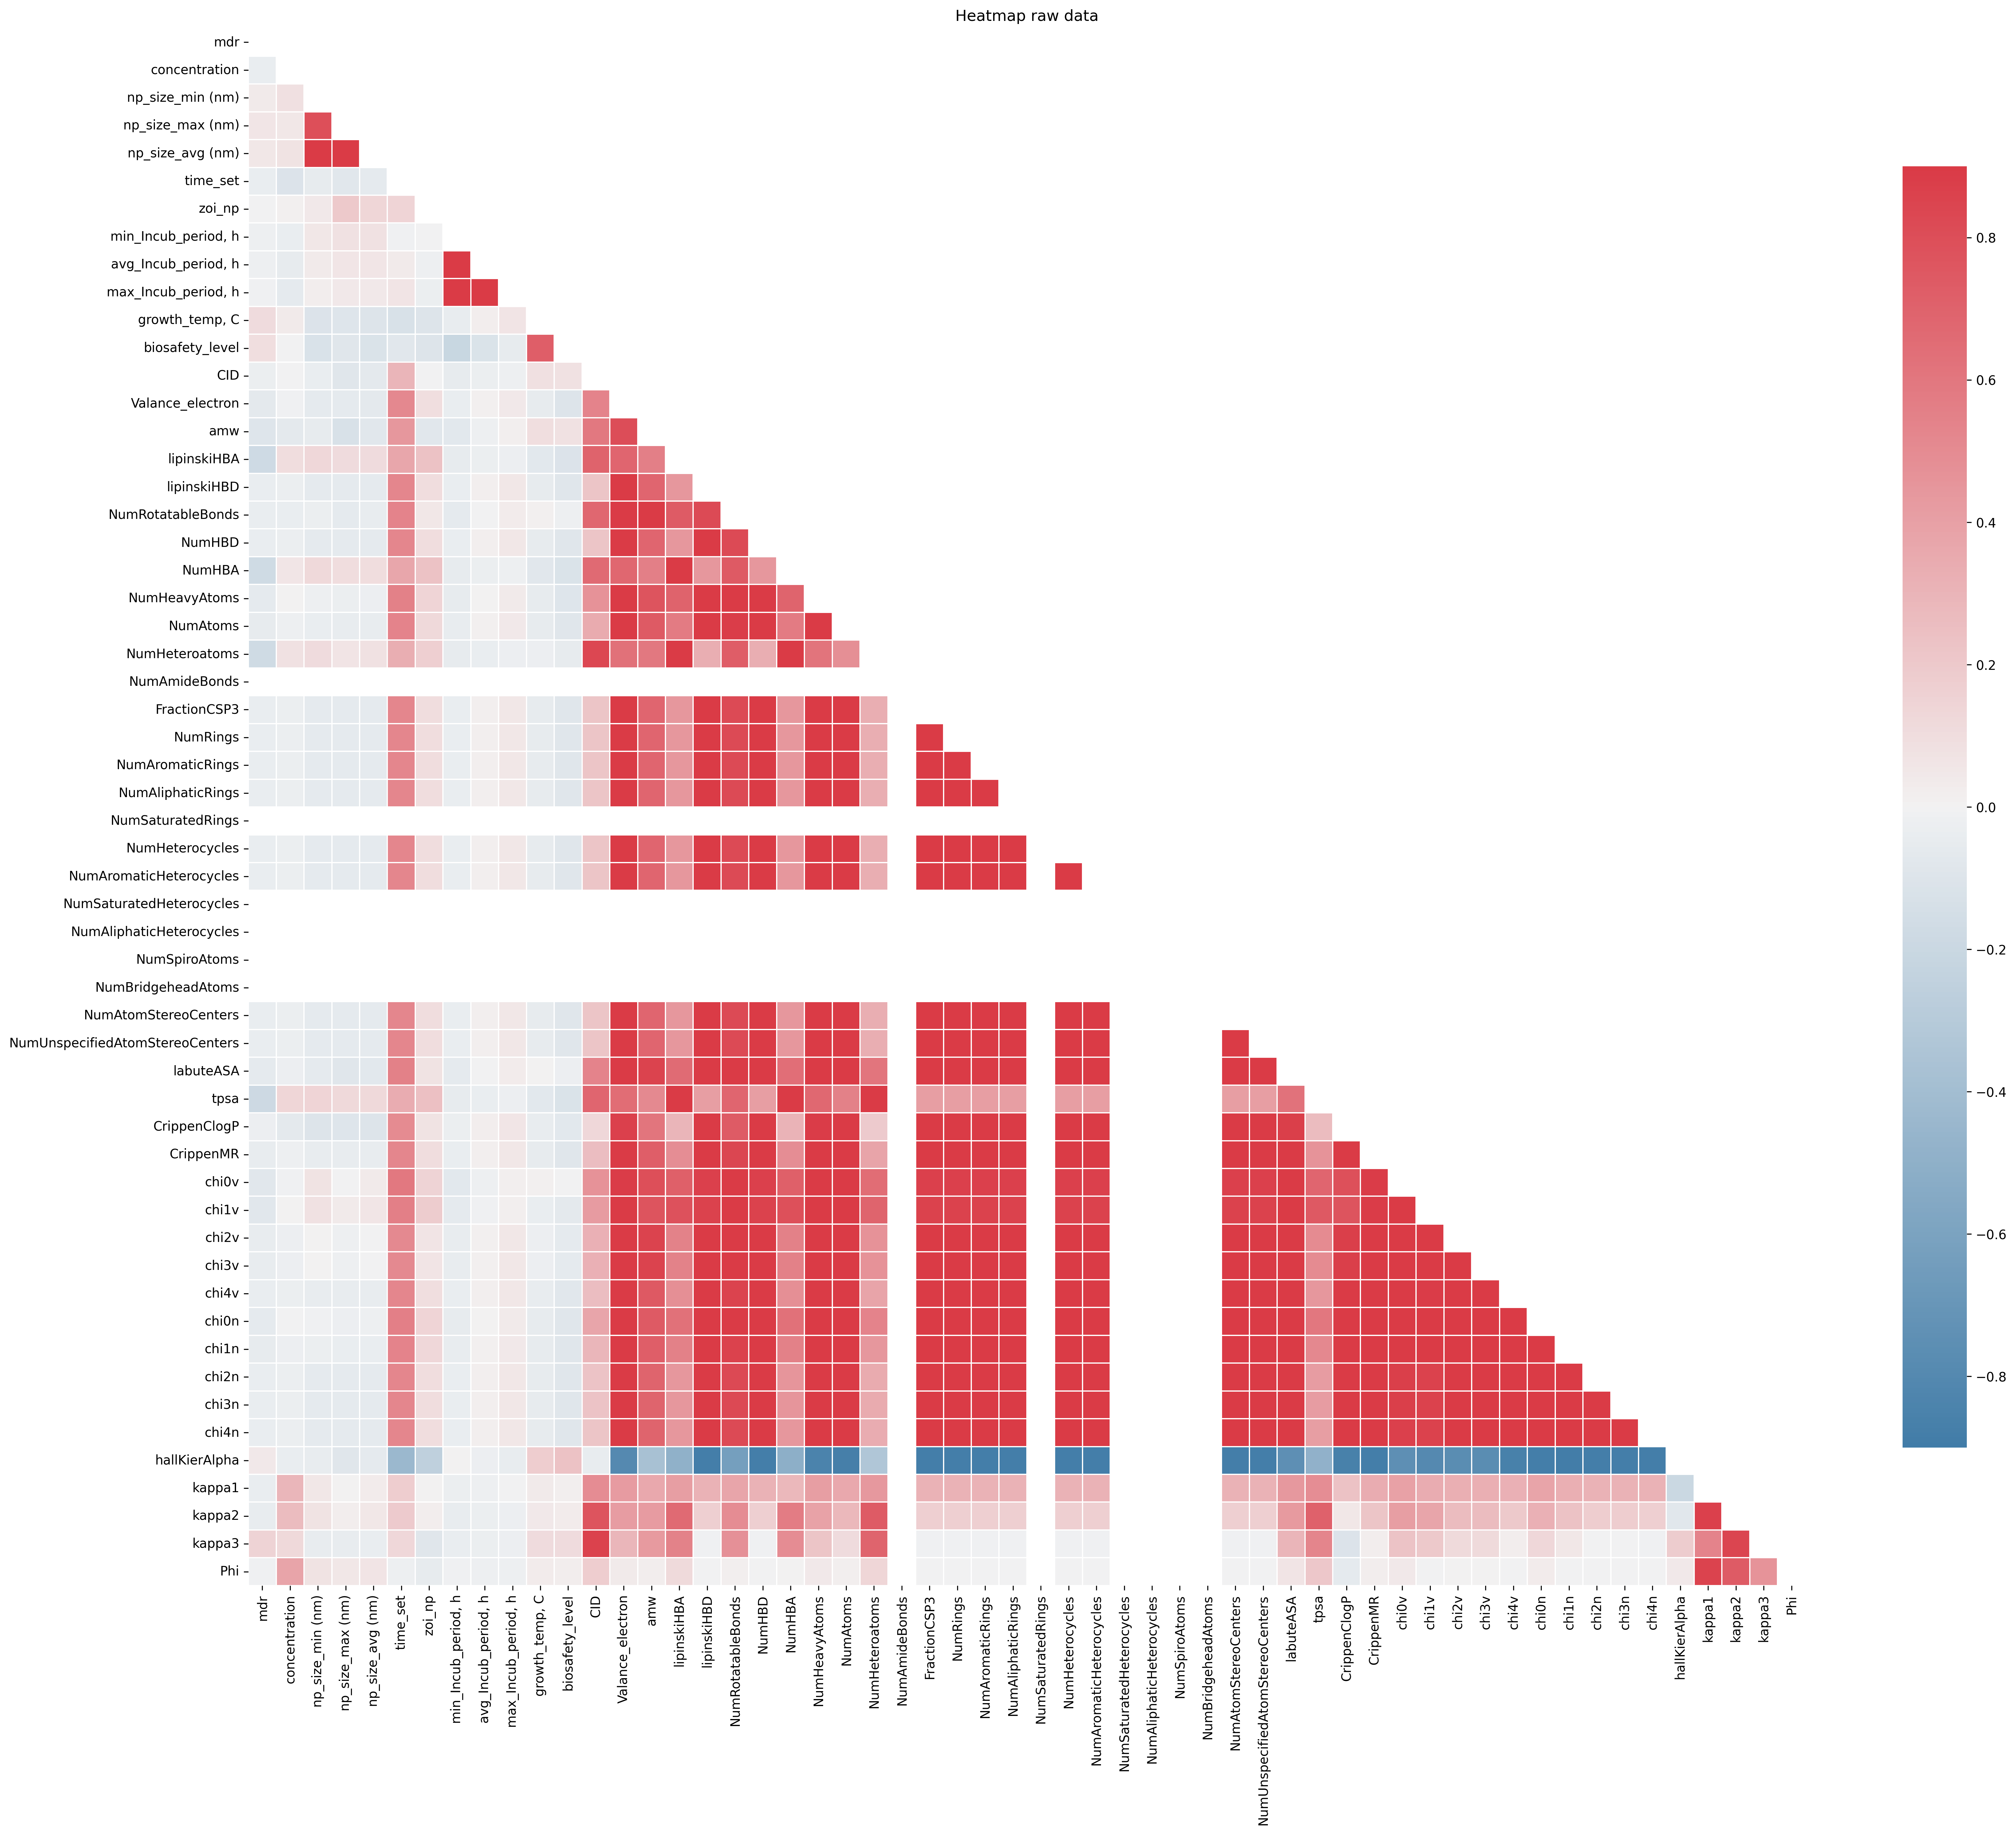 Heatmap raw data
mdr
concentration
np_size_min (nm)
np_size_max (nm)
np_size_avg (nm)
time_set
zoi_np
min_Incub_period, h
avg_Incub_period, h
max_Incub_period, h
growth_temp, C
biosafety_level
CID
Valance_electron
amw
lipinskiHBA
lipinskiHBD
NumRotatableBonds
NumHBD
NumHBA
NumHeavyAtoms
NumAtoms
NumHeteroatoms
NumAmideBonds
FractionCSP3
NumRings
NumAromaticRings
NumAliphaticRings
NumSaturatedRings
NumHeterocycles
NumAromaticHeterocycles
NumSaturatedHeterocycles
NumAliphaticHeterocycles
NumSpiroAtoms
NumBridgeheadAtoms
NumAtomStereoCenters
NumUnspecifiedAtomStereoCenters
labuteASA
tpsa
CrippenClogP
CrippenMR
chi0v
chi1v
chi2v
chi3v
chi4v
chi0n
chi1n
chi2n
chi3n
chi4n
hallKierAlpha
kappa1
kappa2
kappa3
Phi
mdr
concentration
np_size_min (nm)
np_size_max (nm)
np_size_avg (nm)
time_set
zoi_np
min_Incub_period, h
avg_Incub_period, h
max_Incub_period, h
growth_temp, C
biosafety_level
CID
Valance_electron
amw
lipinskiHBA
lipinskiHBD
NumRotatableBonds
NumHBD
NumHBA
NumHeavyAtoms
NumAtoms
NumHeteroatoms
NumAmideBonds
FractionCSP3
NumRings
NumAromaticRings
NumAliphaticRings
NumSaturatedRings
NumHeterocycles
NumAromaticHeterocycles
NumSaturatedHeterocycles
NumAliphaticHeterocycles
NumSpiroAtoms
NumBridgeheadAtoms
NumAtomStereoCenters
NumUnspecifiedAtomStereoCenters
labuteASA
tpsa
CrippenClogP
CrippenMR
chi0v
chi1v
chi2v
chi3v
chi4v
chi0n
chi1n
chi2n
chi3n
chi4n
hallKierAlpha
kappa1
kappa2
kappa3
Phi
0.8
0.6
0.4
0.2
0.0
−0.2
−0.4
−0.6
−0.8